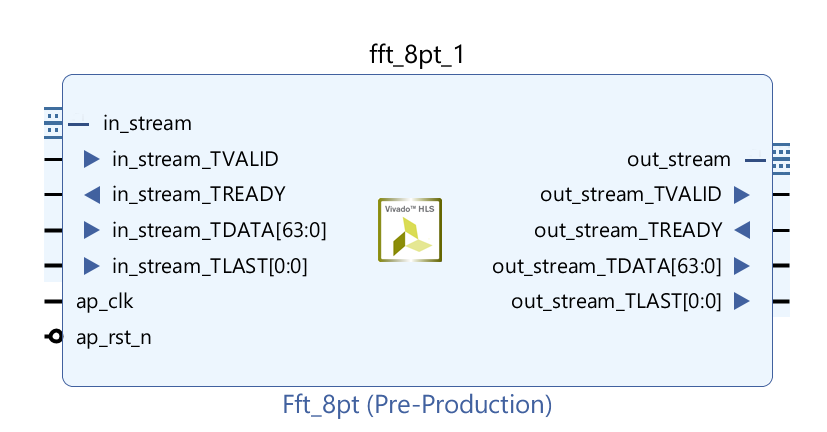 fft_8pt_1
in_stream
in_stream_TVALID
in_stream_TREADY
in_stream_TDATA[63:0]
in_stream_TLAST[0:0]
ap_clk
ap_rst_n
Vivado™ HLS
out_stream
out_stream_TVALID
out_stream_TREADY
out_stream_TDATA[63:0]
out_stream_TLAST[0:0]
Fft_8pt (Pre-Production)